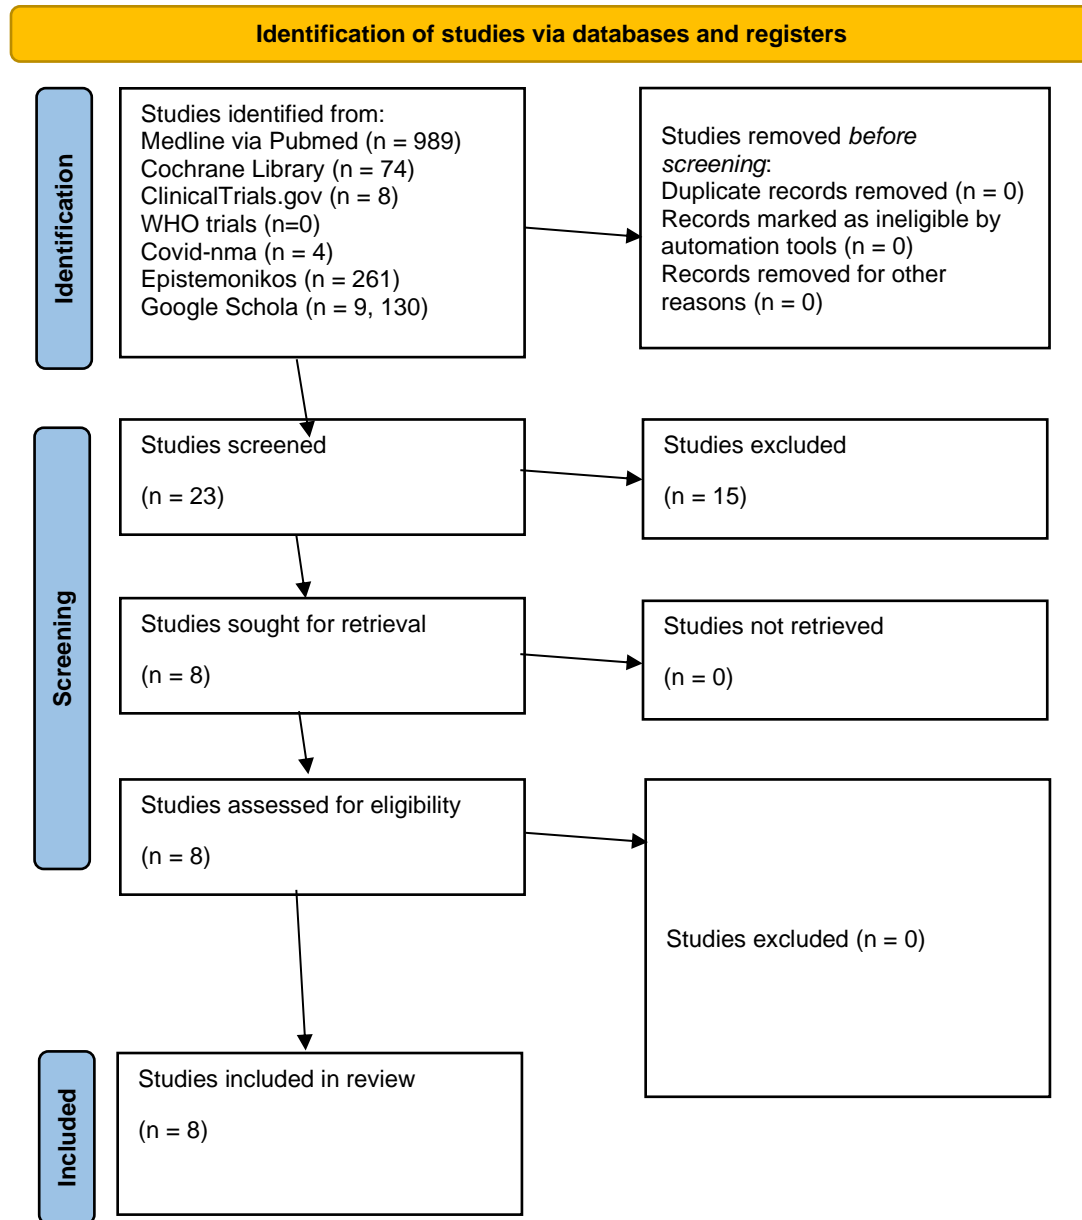 Identification of studies via databases and registers
Identification
Studies identified from:
Medline via Pubmed (n = 989)
Cochrane Library (n = 74)
ClinicalTrials.gov (n = 8)
WHO trials (n=0)
Covid-nma (n = 4)
Epistemonikos (n = 261)
Google Schola (n = 9, 130)
Studies removed before
screening:
Duplicate records removed (n = 0)
Records marked as ineligible by
automation tools (n = 0)
Records removed for other
reasons (n = 0)
Screening
Studies screened
(n = 23)
Studies excluded
(n = 15)
Studies sought for retrieval
(n = 8)
Studies not retrieved
(n = 0)
Studies assessed for eligibility
(n = 8)
Studies excluded (n = 0)
Included
Studies included in review
(n = 8)